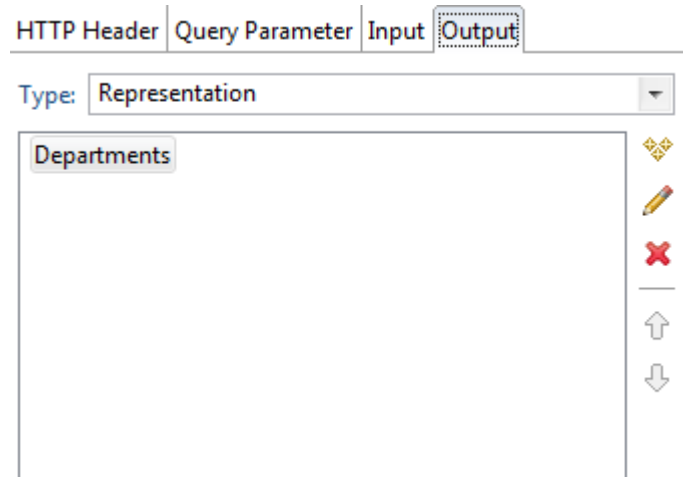 HTTP Header Query Parameter Input Output
Type: Representation
Departments